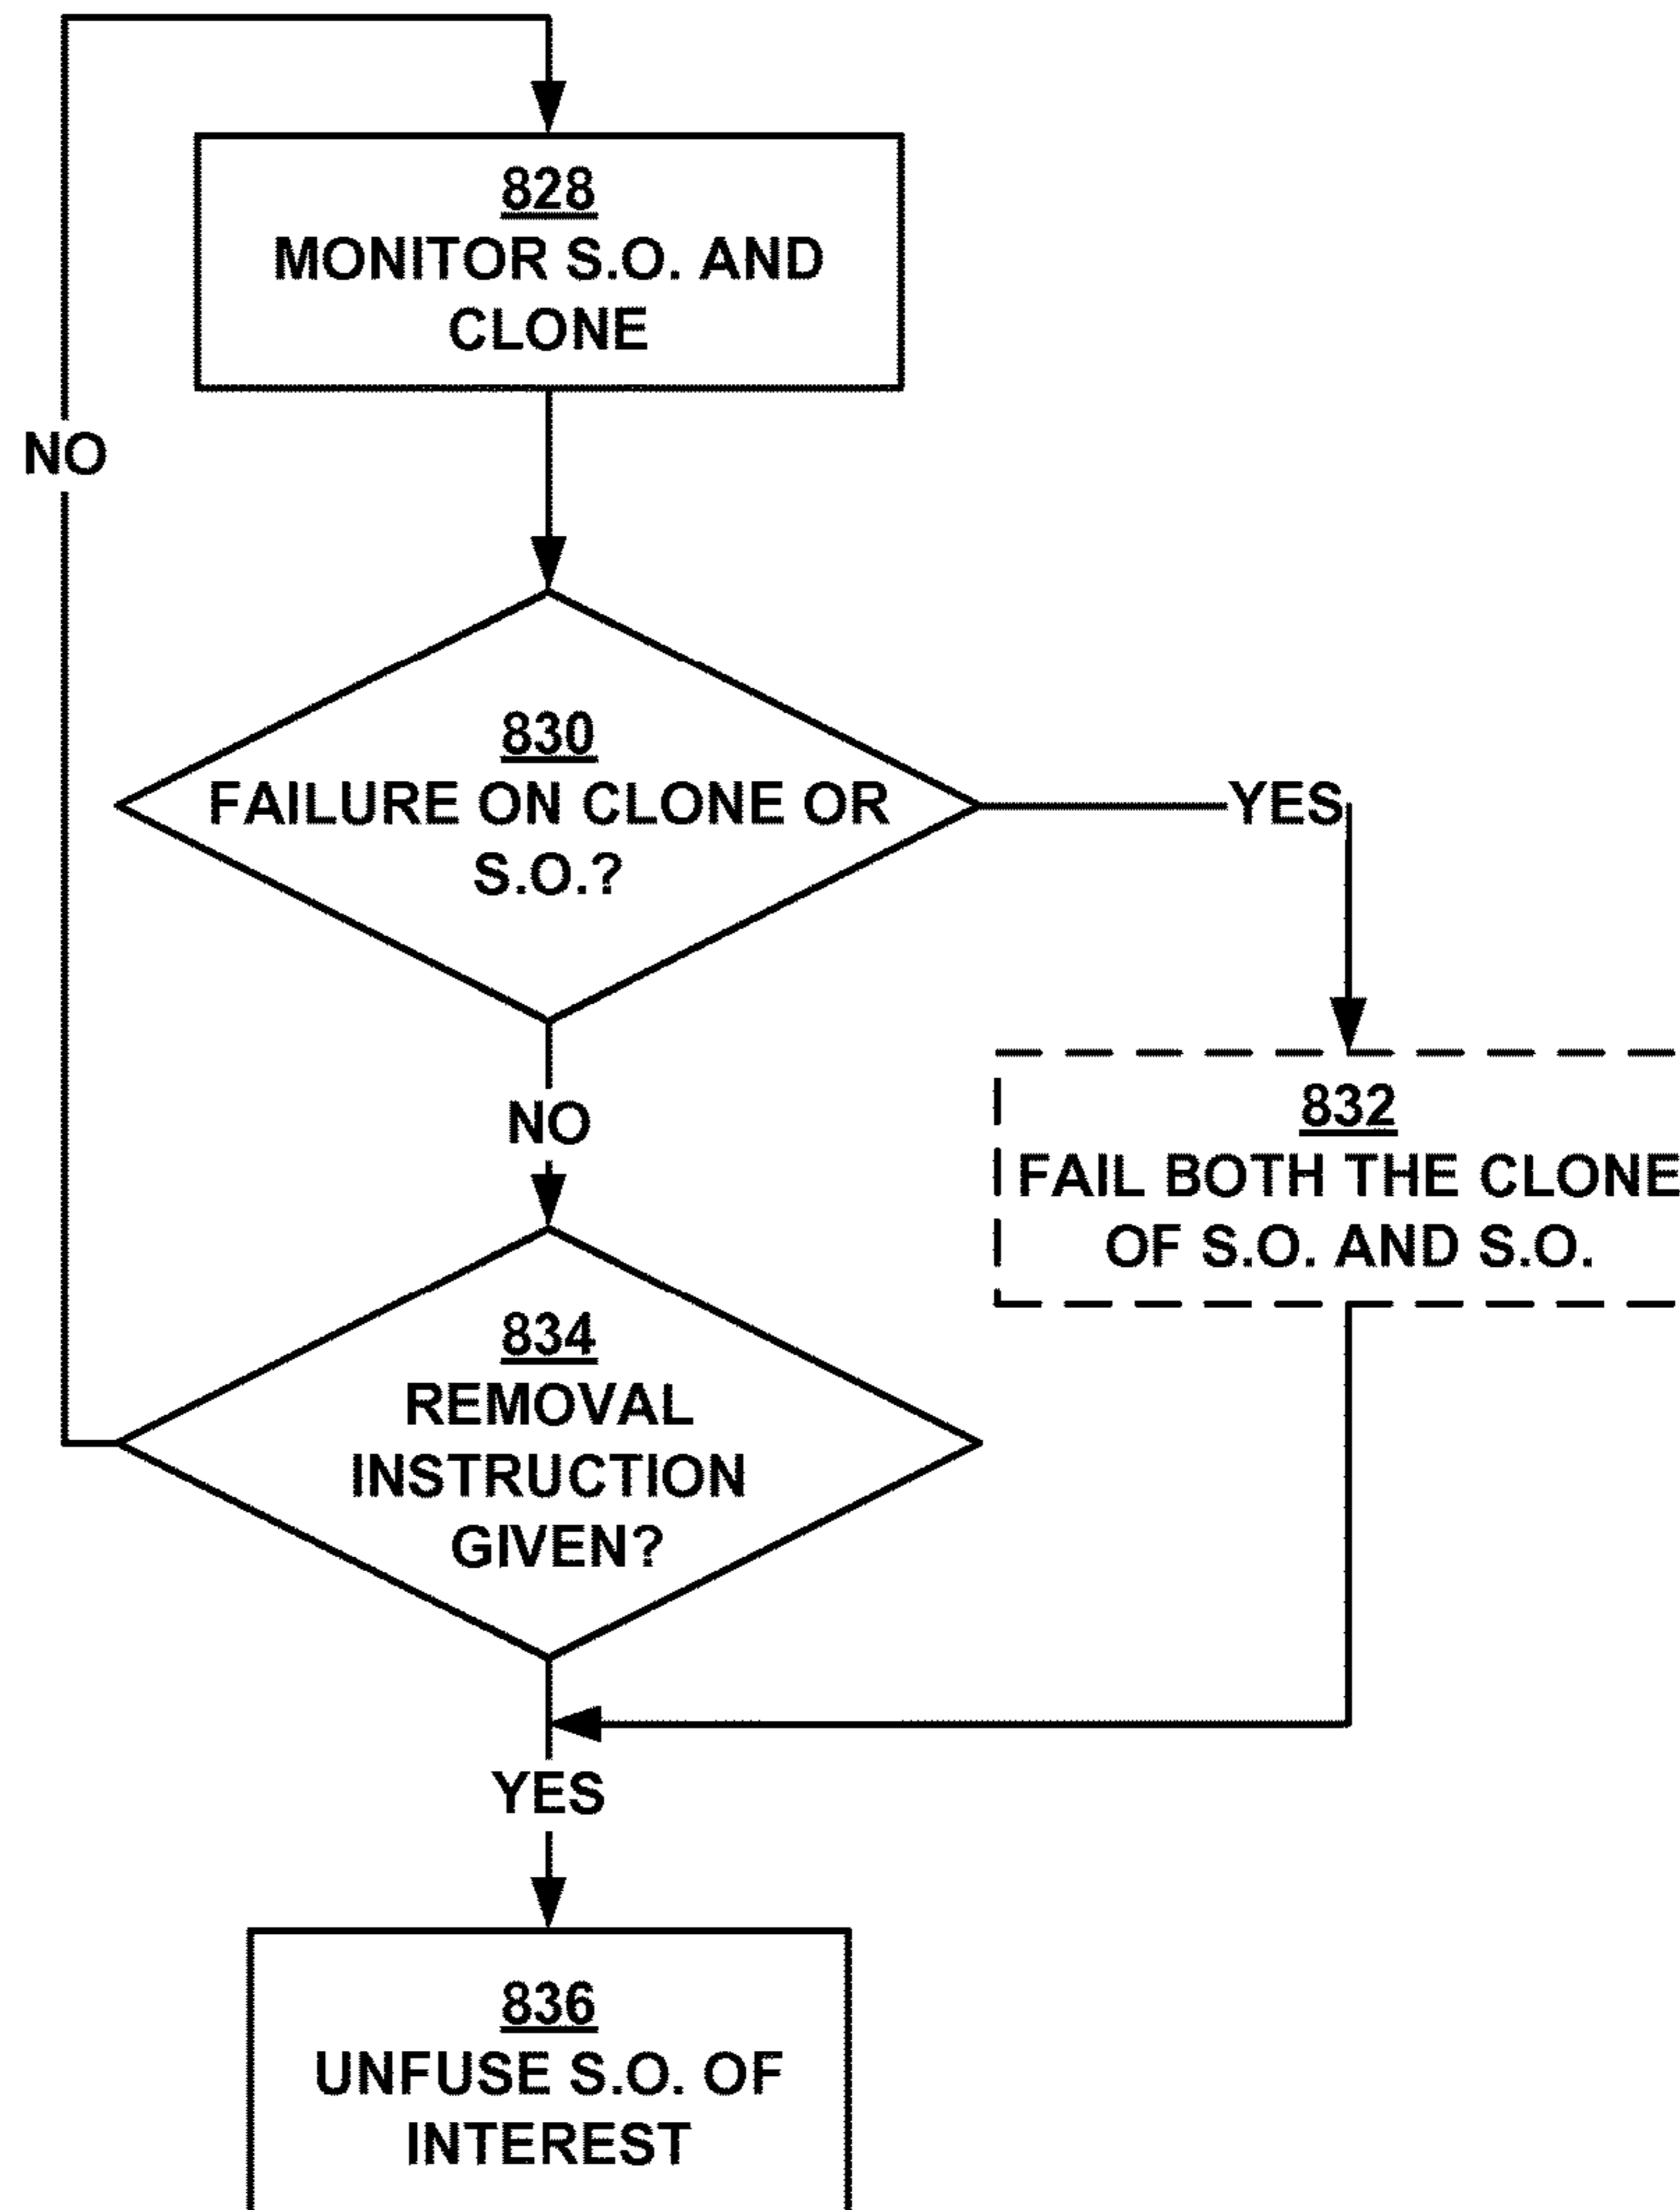 828
MONITOR S.O. AND
CLONE
NO
830
FAILURE ON CLONE OR
S.O.?
YES
NO
832
FAIL BOTH THE CLONE
OF S.O. AND S.O.
834
REMOVAL
INSTRUCTION
GIVEN?
YES
836
UNFUSE S.O. OF
INTEREST